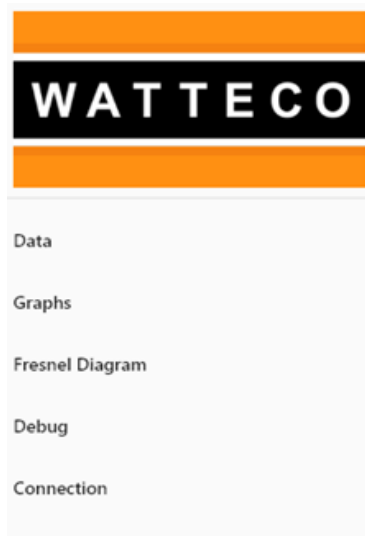 WATTECO
Data
Graphs
Fresnel Diagram
Debug
Connection